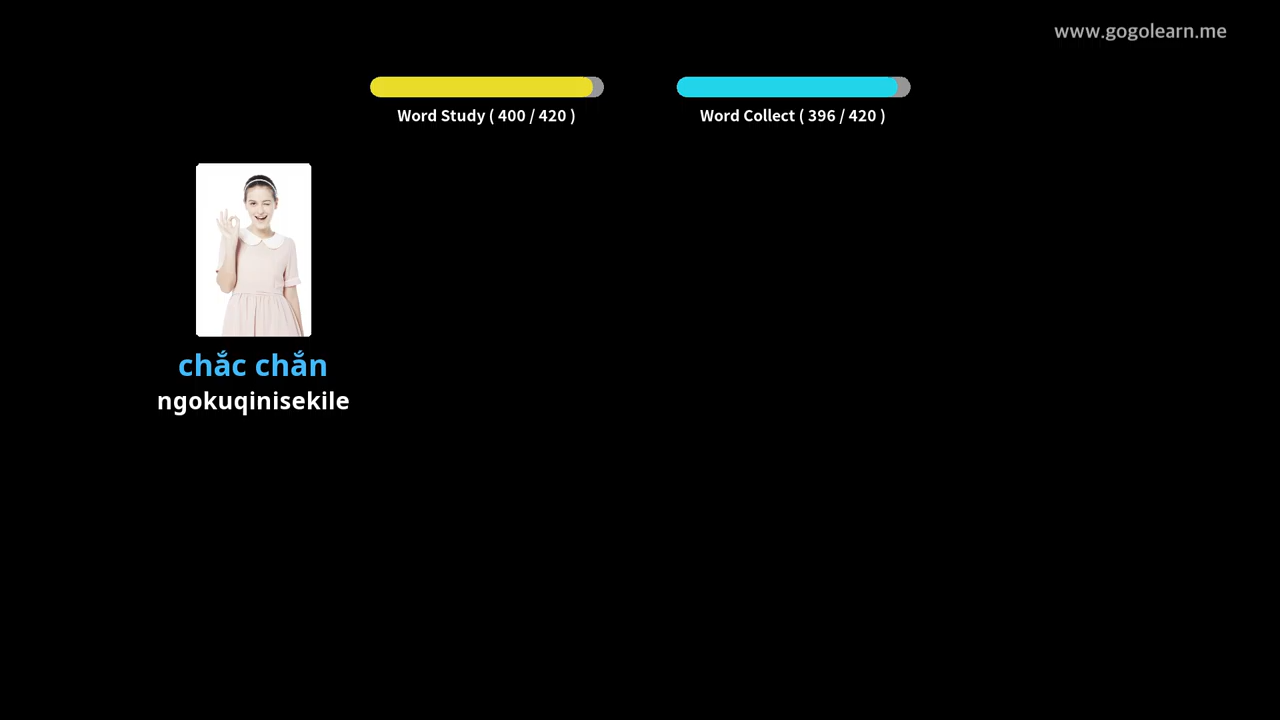 www.gogolearn.me
Word Study ( 400 / 420 )
Word Collect ( 396 / 420 )
chắc chắn
ngokuqinisekile